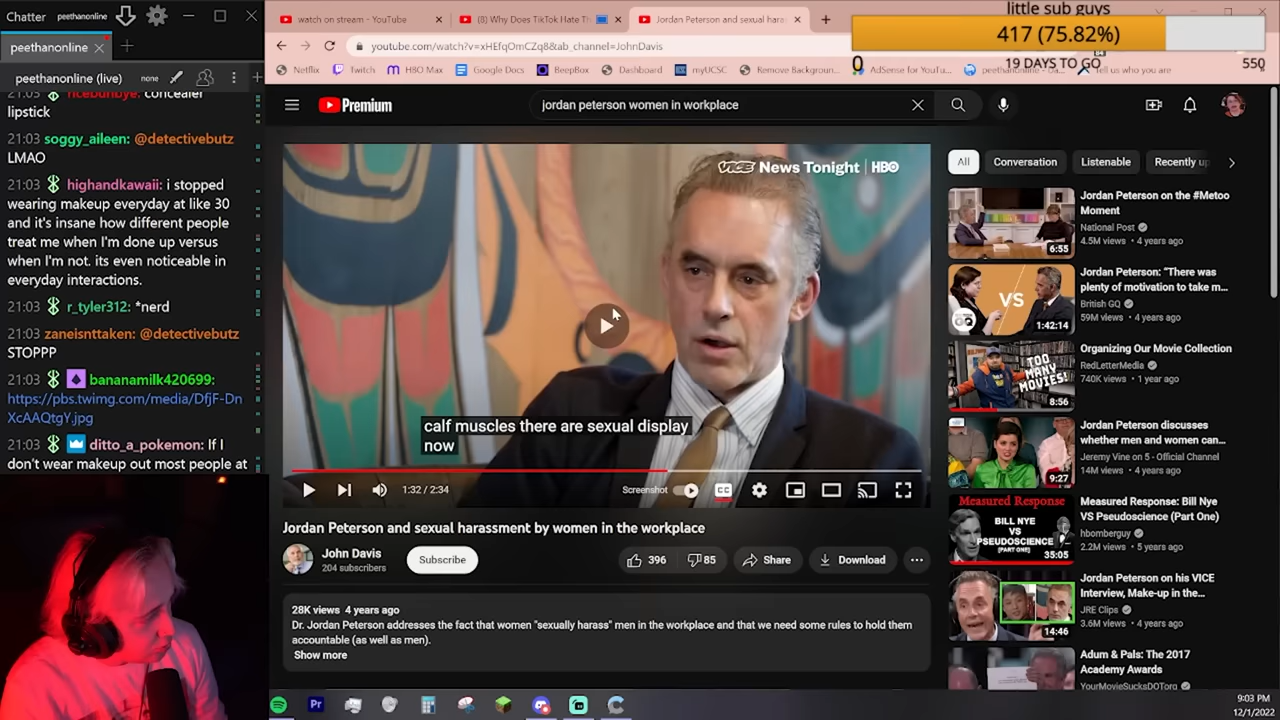 Chatter peethanonline
peethanonline
peethanonline (live) none
21:03 ricebunbye: concealer
lipstick
21:03 soggy_aileen: @detectivebutz
LMAO
21:03 highandkawaii: i stopped
wearing makeup everyday at like 30
and it's insane how different people
treat me when I'm done up versus
when I'm not. its even noticeable in
everyday interactions.
21:03 r_tyler312: *nerd
21:03 zaneisnttaken: @detectivebutz
STOPPP
21:03 bananamilk420699:
https://pbs.twimg.com/media/DfjF-Dn
XcAAQtgY.jpg
21:03 ditto_a_pokemon: If I
don't wear makeup out most people at
watch on stream - YouTube
(8) Why Does TikTok Hate Th
Jordan Peterson and sexual hara
youtube.com/watch?v=xHEfqOmCZq8&ab_channel=JohnDavis
Netflix Twitch HBO Max Google Docs BeepBox Dashboard myUCSC Remove Backgroun... AdSense for YouTu... peethanonline - Tell us who you are
little sub guys
417 (75.82%)
0 19 DAYS TO GO 550
Premium
jordan peterson women in workplace
VICE News Tonight | HBO
calf muscles there are sexual display
now
1:32 / 2:34
Screenshot
CC
Jordan Peterson and sexual harassment by women in the workplace
John Davis
204 subscribers
Subscribe
396 85 Share Download
28K views 4 years ago
Dr. Jordan Peterson addresses the fact that women "sexually harass" men in the workplace and that we need some rules to hold them
accountable (as well as men).
Show more
All Conversation Listenable Recently up
Jordan Peterson on the #Metoo
Moment
National Post
4.5M views • 4 years ago
6:55
Jordan Peterson: “There was
plenty of motivation to take m...
British GQ
59M views • 4 years ago
VS
GQ
1:42:14
Organizing Our Movie Collection
RedLetterMedia
740K views • 1 year ago
TOO
MANY
MOVIES!
8:56
Jordan Peterson discusses
whether men and women can...
Jeremy Vine on 5 - Official Channel
14M views • 4 years ago
9:27
Measured Response: Bill Nye
VS Pseudoscience (Part One)
hbomberguy
2.2M views • 5 years ago
Measured Response
BILL NYE
VS
PSEUDOSCIENCE
[PART ONE]
35:05
Jordan Peterson on his VICE
Interview, Make-up in the...
JRE Clips
3.6M views • 4 years ago
14:46
Adum & Pals: The 2017
Academy Awards
YourMovieSucksDOTorg
Pr
9:03 PM
12/1/2022